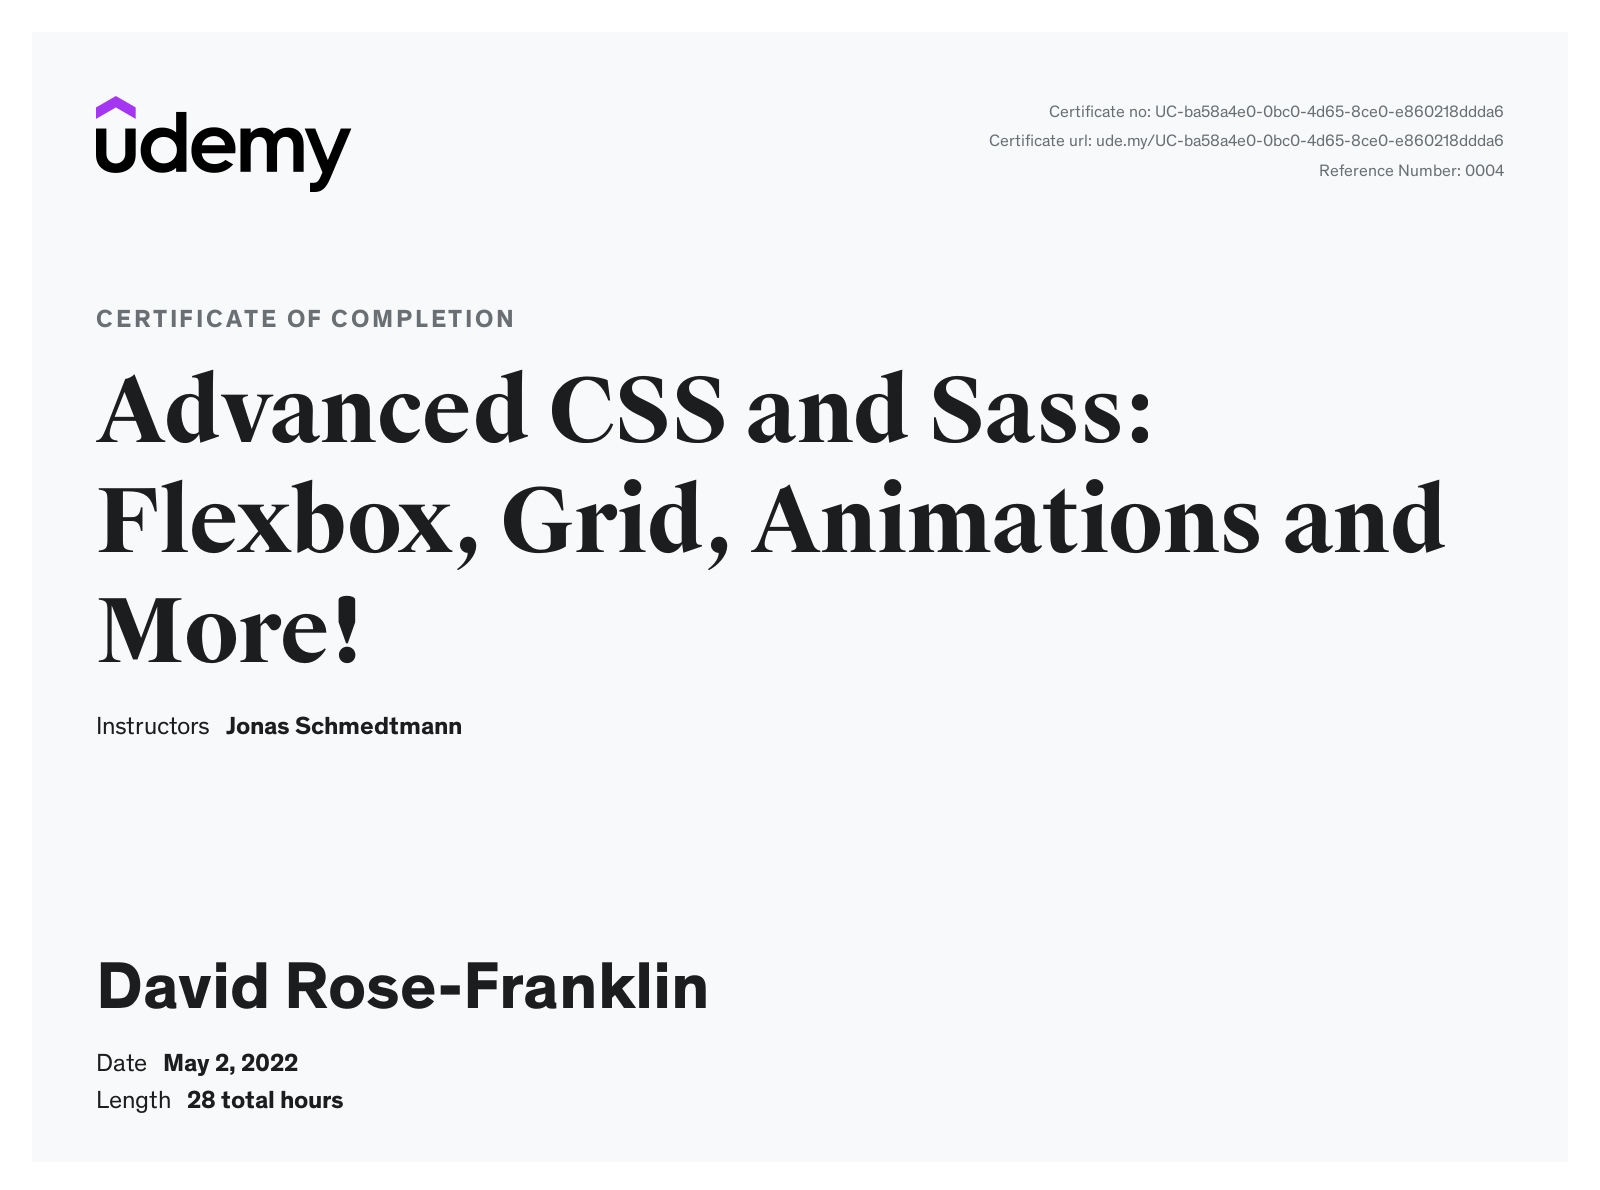 udemy
Certificate no: UC-ba58a4e0-0bc0-4d65-8ce0-e860218ddda6
Certificate url: ude.my/UC-ba58a4e0-0bc0-4d65-8ce0-e860218ddda6
Reference Number: 0004
CERTIFICATE OF COMPLETION
Advanced CSS and Sass:
Flexbox, Grid, Animations and
More!
Instructors Jonas Schmedtmann
David Rose-Franklin
Date May 2, 2022
Length 28 total hours